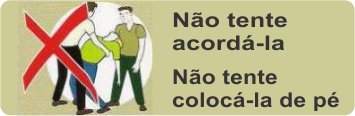 Não tente
acordá-la
Não tente
colocá-la de pé